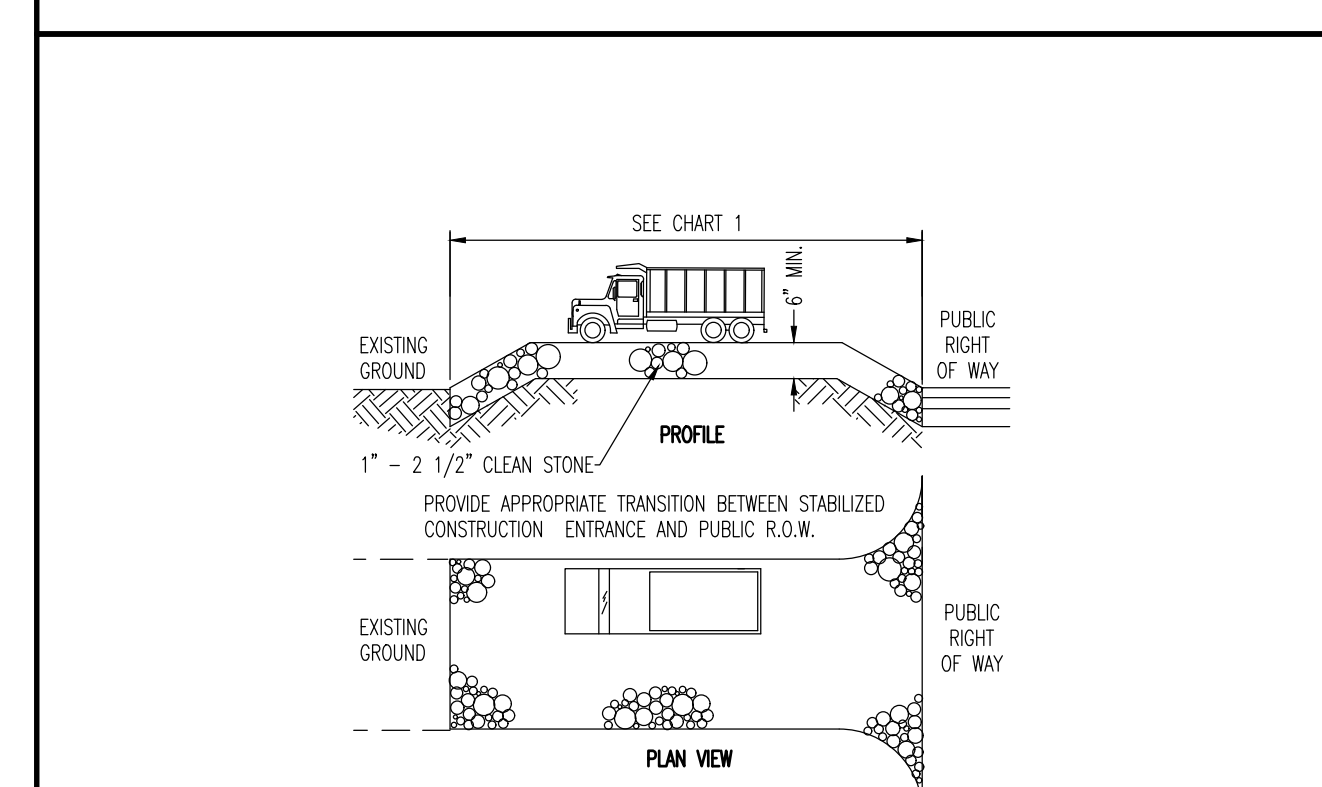 SEE CHART 1
6" MIN.
EXISTING
GROUND
PUBLIC
RIGHT
OF WAY
PROFILE
1" - 2 1/2" CLEAN STONE
PROVIDE APPROPRIATE TRANSITION BETWEEN STABILIZED
CONSTRUCTION ENTRANCE AND PUBLIC R.O.W.
EXISTING
GROUND
PUBLIC
RIGHT
OF WAY
PLAN VIEW